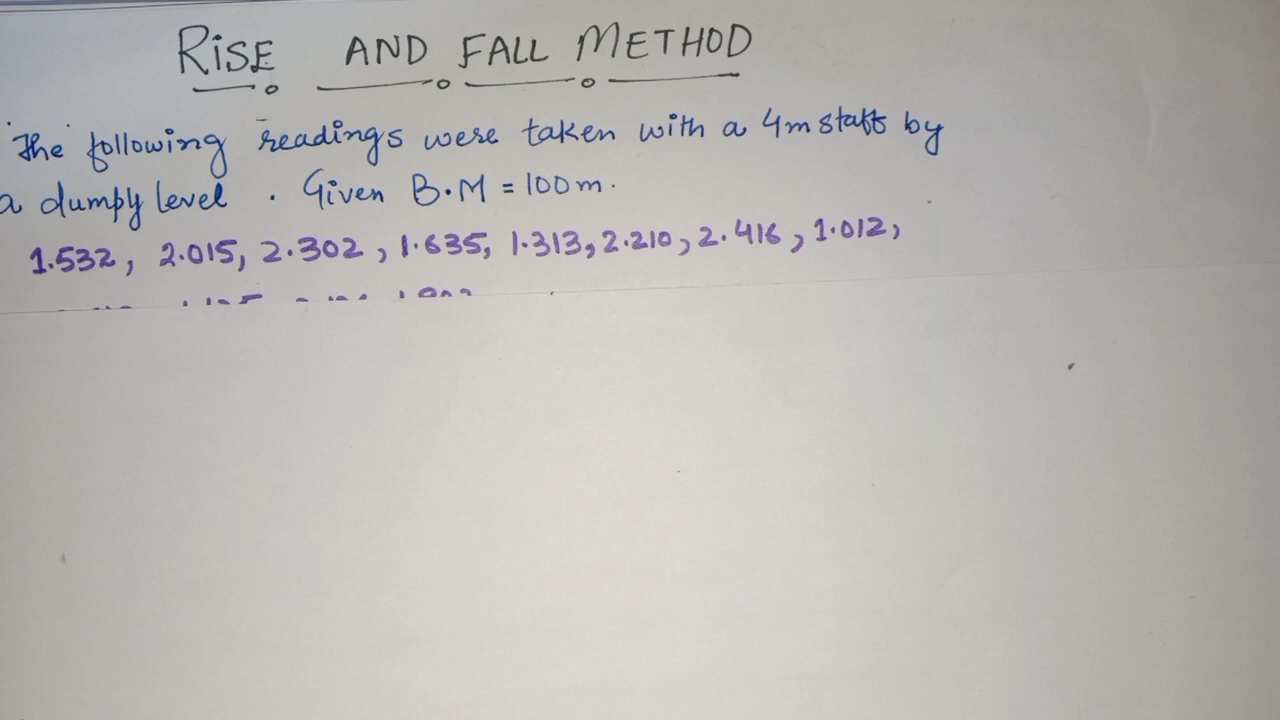 RISE AND FALL METHOD
The following readings were taken with a 4m staff by
a dumpy level. Given B.M = 100m.
1.532, 2.015, 2.302, 1.635, 1.313, 2.210, 2.416, 1.012,